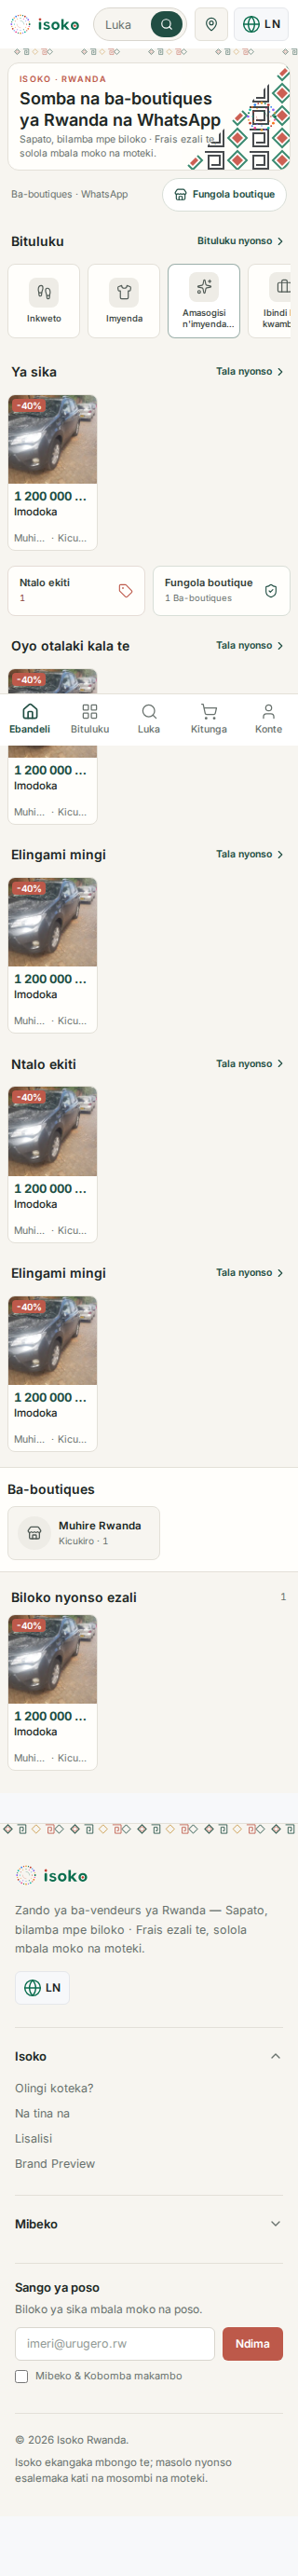 isoko
Luka
LN
ISOKO · RWANDA
Somba na ba-boutiques
ya Rwanda na WhatsApp
Sapato, bilamba mpe biloko · Frais ezali te,
solola mbala moko na moteki.
Ba-boutiques · WhatsApp
Fungola boutique
Bituluku
Bituluku nyonso
Inkweto
Imyenda
Amasogisi
n'imyenda...
Ibindi
kwamb
Ya sika
Tala nyonso
-40%
1 200 000 ...
Imodoka
Muhi... · Kicu...
Ntalo ekiti
1
Fungola boutique
1 Ba-boutiques
Oyo otalaki kala te
Tala nyonso
-40%
Ebandeli
Bituluku
Luka
Kitunga
Konte
1 200 000 ...
Imodoka
Muhi... · Kicu...
Elingami mingi
Tala nyonso
-40%
1 200 000 ...
Imodoka
Muhi... · Kicu...
Ntalo ekiti
Tala nyonso
-40%
1 200 000 ...
Imodoka
Muhi... · Kicu...
Elingami mingi
Tala nyonso
-40%
1 200 000 ...
Imodoka
Muhi... · Kicu...
Ba-boutiques
Muhire Rwanda
Kicukiro · 1
Biloko nyonso ezali
1
-40%
1 200 000 ...
Imodoka
Muhi... · Kicu...
isoko
Zando ya ba-vendeurs ya Rwanda — Sapato,
bilamba mpe biloko · Frais ezali te, solola
mbala moko na moteki.
LN
Isoko
Olingi koteka?
Na tina na
Lisalisi
Brand Preview
Mibeko
Sango ya poso
Biloko ya sika mbala moko na poso.
imeri@urugero.rw
Ndima
Mibeko & Kobomba makambo
© 2026 Isoko Rwanda.
Isoko ekangaka mbongo te; masolo nyonso
esalemaka kati na mosombi na moteki.